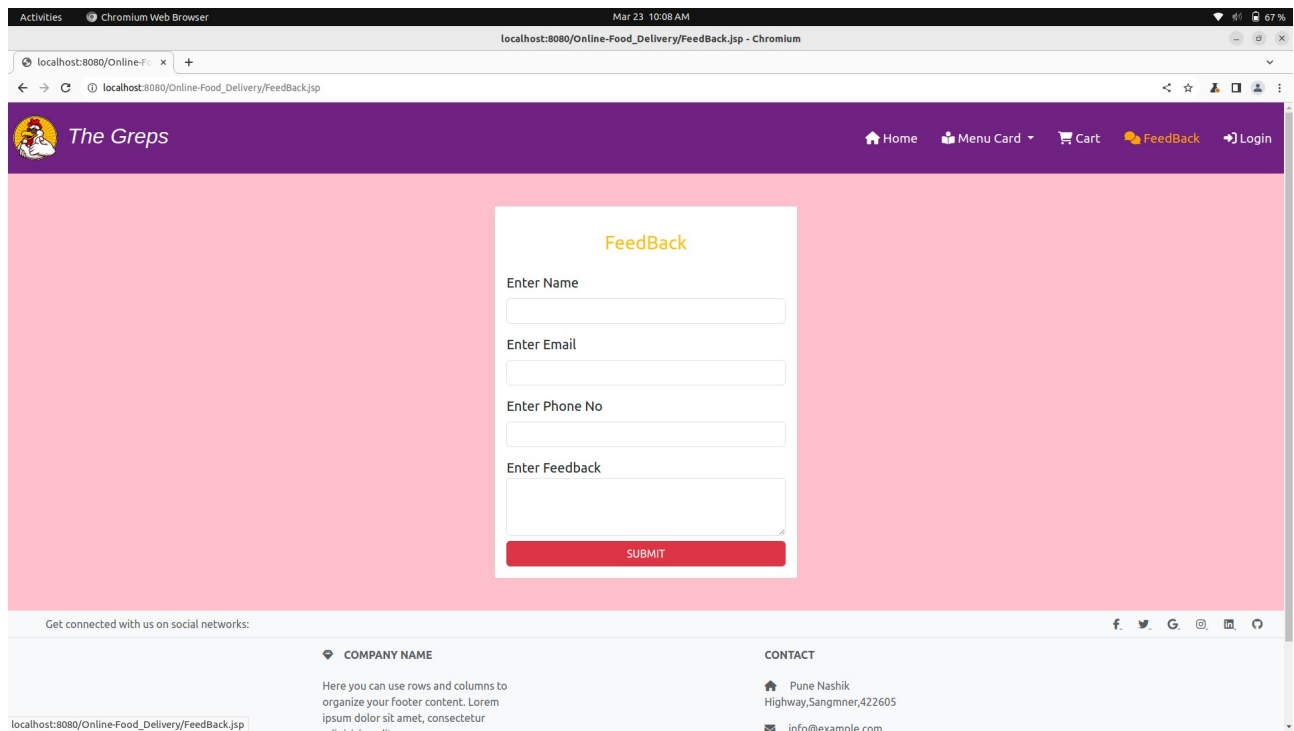 Activities Chromium Web Browser Mar 23 10:08 AM 67 %
localhost:8080/Online-Food_Delivery/FeedBack.jsp - Chromium
localhost:8080/Online-Fo
localhost:8080/Online-Food_Delivery/FeedBack.jsp
The Greps Home Menu Card Cart FeedBack Login
FeedBack
Enter Name
Enter Email
Enter Phone No
Enter Feedback
SUBMIT
Get connected with us on social networks:
COMPANY NAME
Here you can use rows and columns to
organize your footer content. Lorem
ipsum dolor sit amet, consectetur
CONTACT
Pune Nashik
Highway,Sangmner,422605
info@example.com
localhost:8080/Online-Food_Delivery/FeedBack.jsp